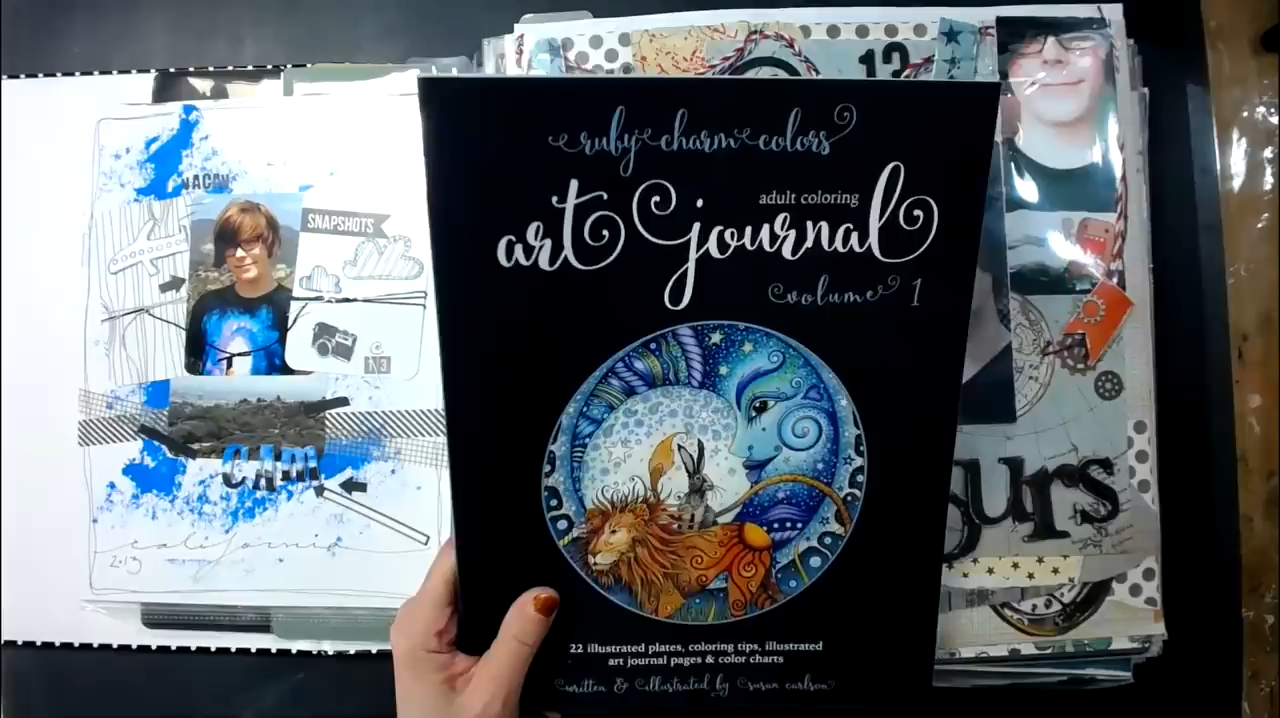 SNAPSHOTS
CAM
california
2013
ruby charm colors
adult coloring
art journal
volume 1
22 illustrated plates, coloring tips, illustrated
art journal pages & color charts
written & illustrated by susan carlson
13
urs